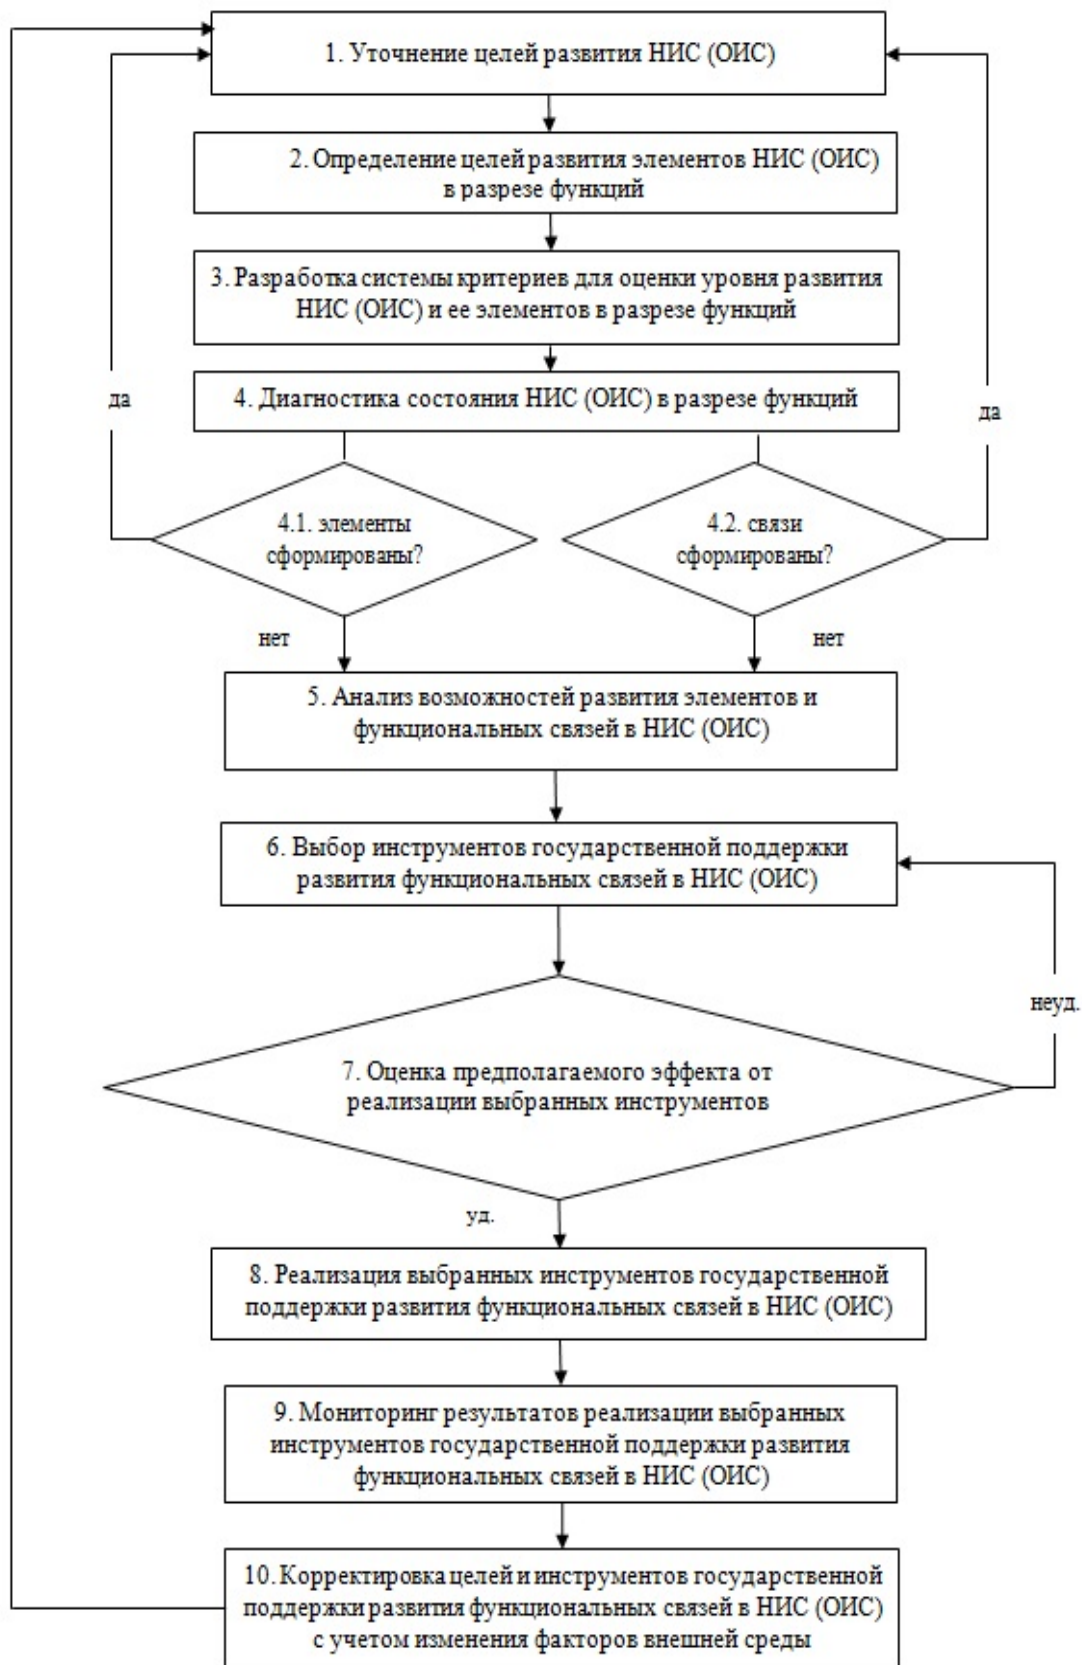 1. Уточнение целей развития НИС (ОИС)
2. Определение целей развития элементов НИС (ОИС)
в разрезе функций
3. Разработка системы критериев для оценки уровня развития
НИС (ОИС) и ее элементов в разрезе функций
да
4. Диагностика состояния НИС (ОИС) в разрезе функций
да
4.1. элементы
сформированы?
4.2. связи
сформированы?
нет
нет
5. Анализ возможностей развития элементов и
функциональных связей в НИС (ОИС)
6. Выбор инструментов государственной поддержки
развития функциональных связей в НИС (ОИС)
неуд.
7. Оценка предполагаемого эффекта от
реализации выбранных инструментов
уд.
8. Реализация выбранных инструментов государственной
поддержки развития функциональных связей в НИС (ОИС)
9. Мониторинг результатов реализации выбранных
инструментов государственной поддержки развития
функциональных связей в НИС (ОИС)
10. Корректировка целей и инструментов государственной
поддержки развития функциональных связей в НИС (ОИС)
с учетом изменения факторов внешней среды